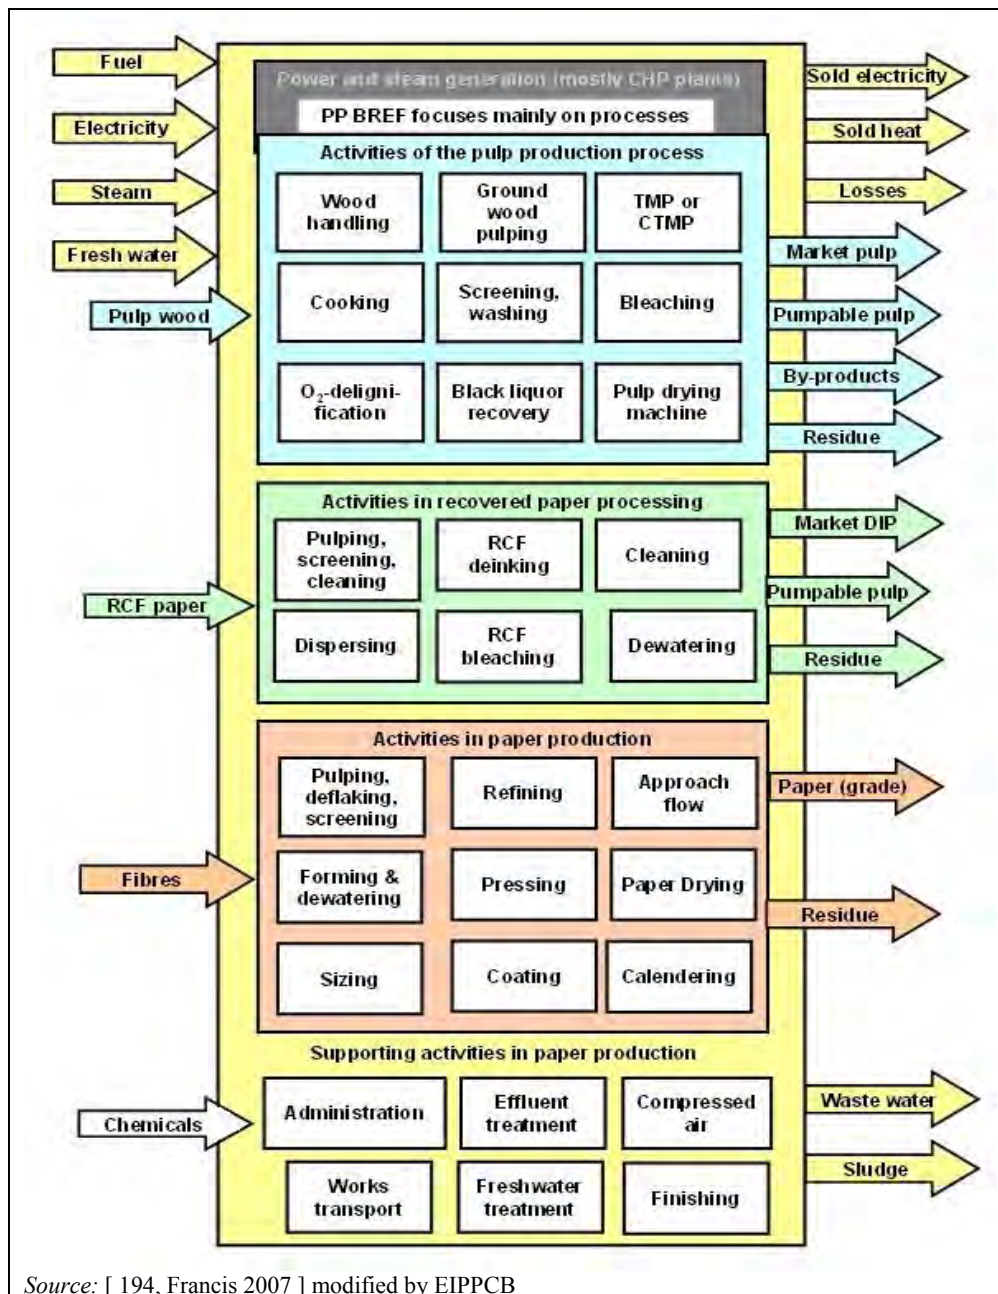 Fuel
Electricity
Steam
Fresh water
Pulp wood
RCF paper
Fibres
Chemicals
Power and steam generation (mostly CHP plants)
PP BREF focuses mainly on processes
Activities of the pulp production process
Wood
handling
Ground
wood
pulping
TMP or
CTMP
Cooking
Screening,
washing
Bleaching
O₂-deligni-
fication
Black liquor
recovery
Pulp drying
machine
Activities in recovered paper processing
Pulping,
screening,
cleaning
RCF
deinking
Cleaning
Dispersing
RCF
bleaching
Dewatering
Activities in paper production
Pulping,
deflaking,
screening
Refining
Approach
flow
Forming &
dewatering
Pressing
Paper Drying
Sizing
Coating
Calendering
Supporting activities in paper production
Administration
Effluent
treatment
Compressed
air
Works
transport
Freshwater
treatment
Finishing
Sold electricity
Sold heat
Losses
Market pulp
Pumpable pulp
By-products
Residue
Market DIP
Pumpable pulp
Residue
Paper (grade)
Residue
Waste water
Sludge
Source: [ 194, Francis 2007 ] modified by EIPPCB